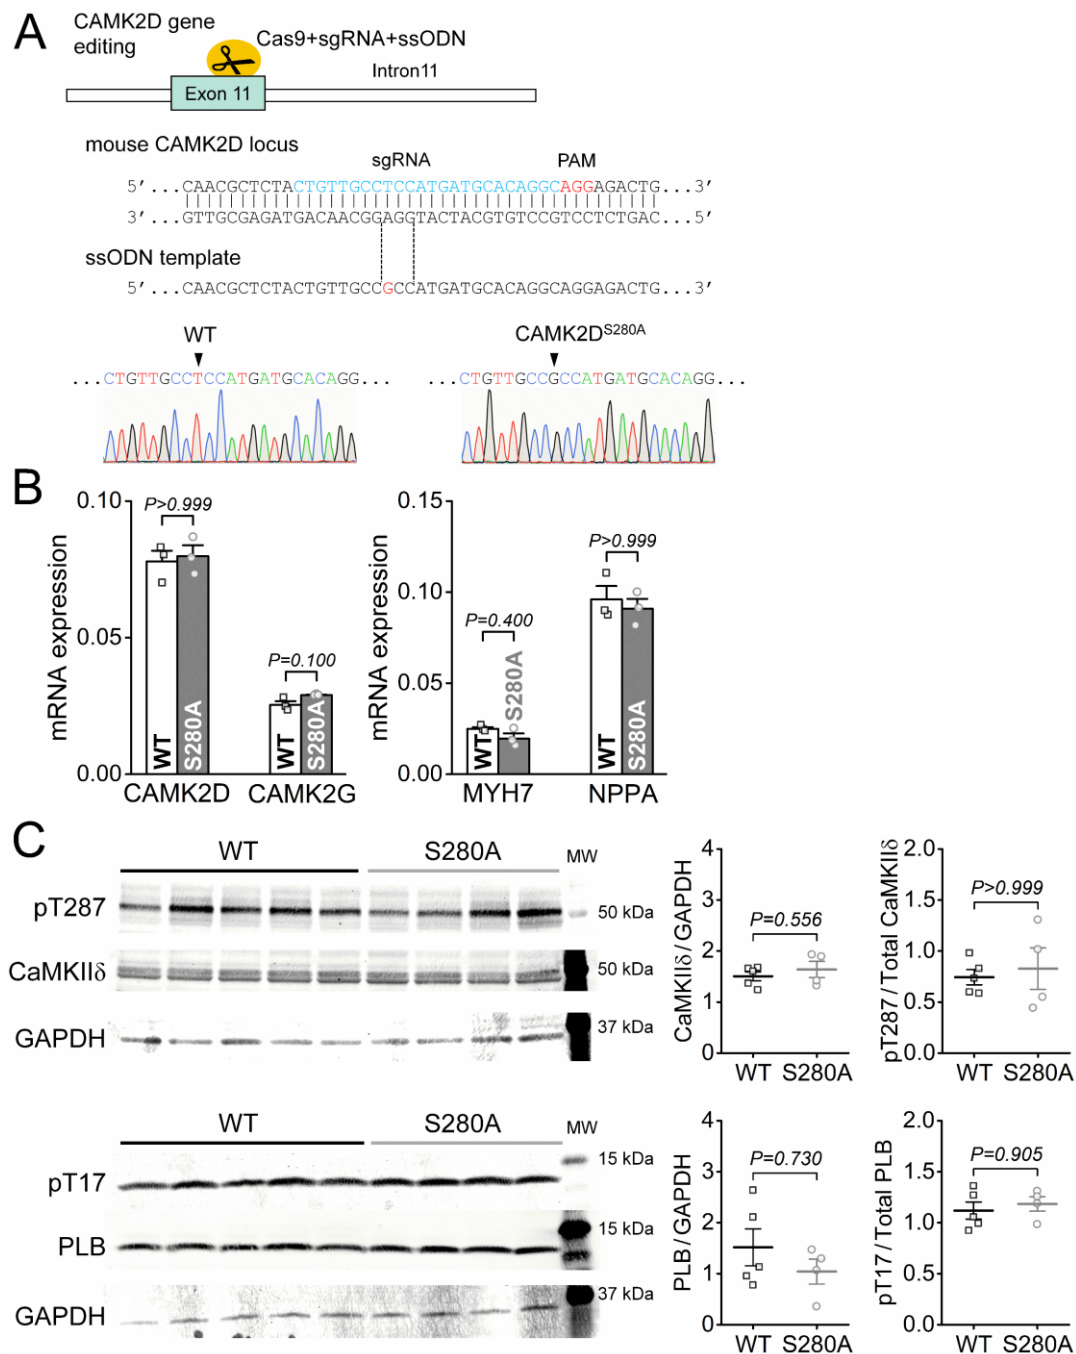 A
CAMK2D gene
editing
Cas9+sgRNA+ssODN
Exon 11
Intron11
mouse CAMK2D locus
sgRNA
PAM
5′...CAACGCTCTACTGTTGCCTCCATGATGCACAGGCAGGAGACTG...3′
3′...GTTGCGAGATGACAACGGAGGTACTACGTGTCCGTCCTCTGAC...5′
ssODN template
5′...CAACGCTCTACTGTTGCCGCCATGATGCACAGGCAGGAGACTG...3′
WT
CAMK2D^S280A
...CTGTTGCCTCCATGATGCACAGG...
...CTGTTGCCGCCATGATGCACAGG...
B
mRNA expression
0.10
0.05
0.00
P>0.999
P=0.100
WT
S280A
WT
S280A
CAMK2D
CAMK2G
mRNA expression
0.15
0.10
0.05
0.00
P=0.400
P>0.999
WT
S280A
WT
S280A
MYH7
NPPA
C
WT
S280A
MW
pT287
50 kDa
CaMKIIδ
50 kDa
GAPDH
37 kDa
CaMKIIδ/GAPDH
4
3
2
1
0
P=0.556
WT
S280A
pT287/Total CaMKIIδ
2.0
1.5
1.0
0.5
0.0
P>0.999
WT
S280A
WT
S280A
MW
pT17
15 kDa
PLB
15 kDa
GAPDH
37 kDa
PLB/GAPDH
4
3
2
1
0
P=0.730
WT
S280A
pT17/Total PLB
2.0
1.5
1.0
0.5
0.0
P=0.905
WT
S280A